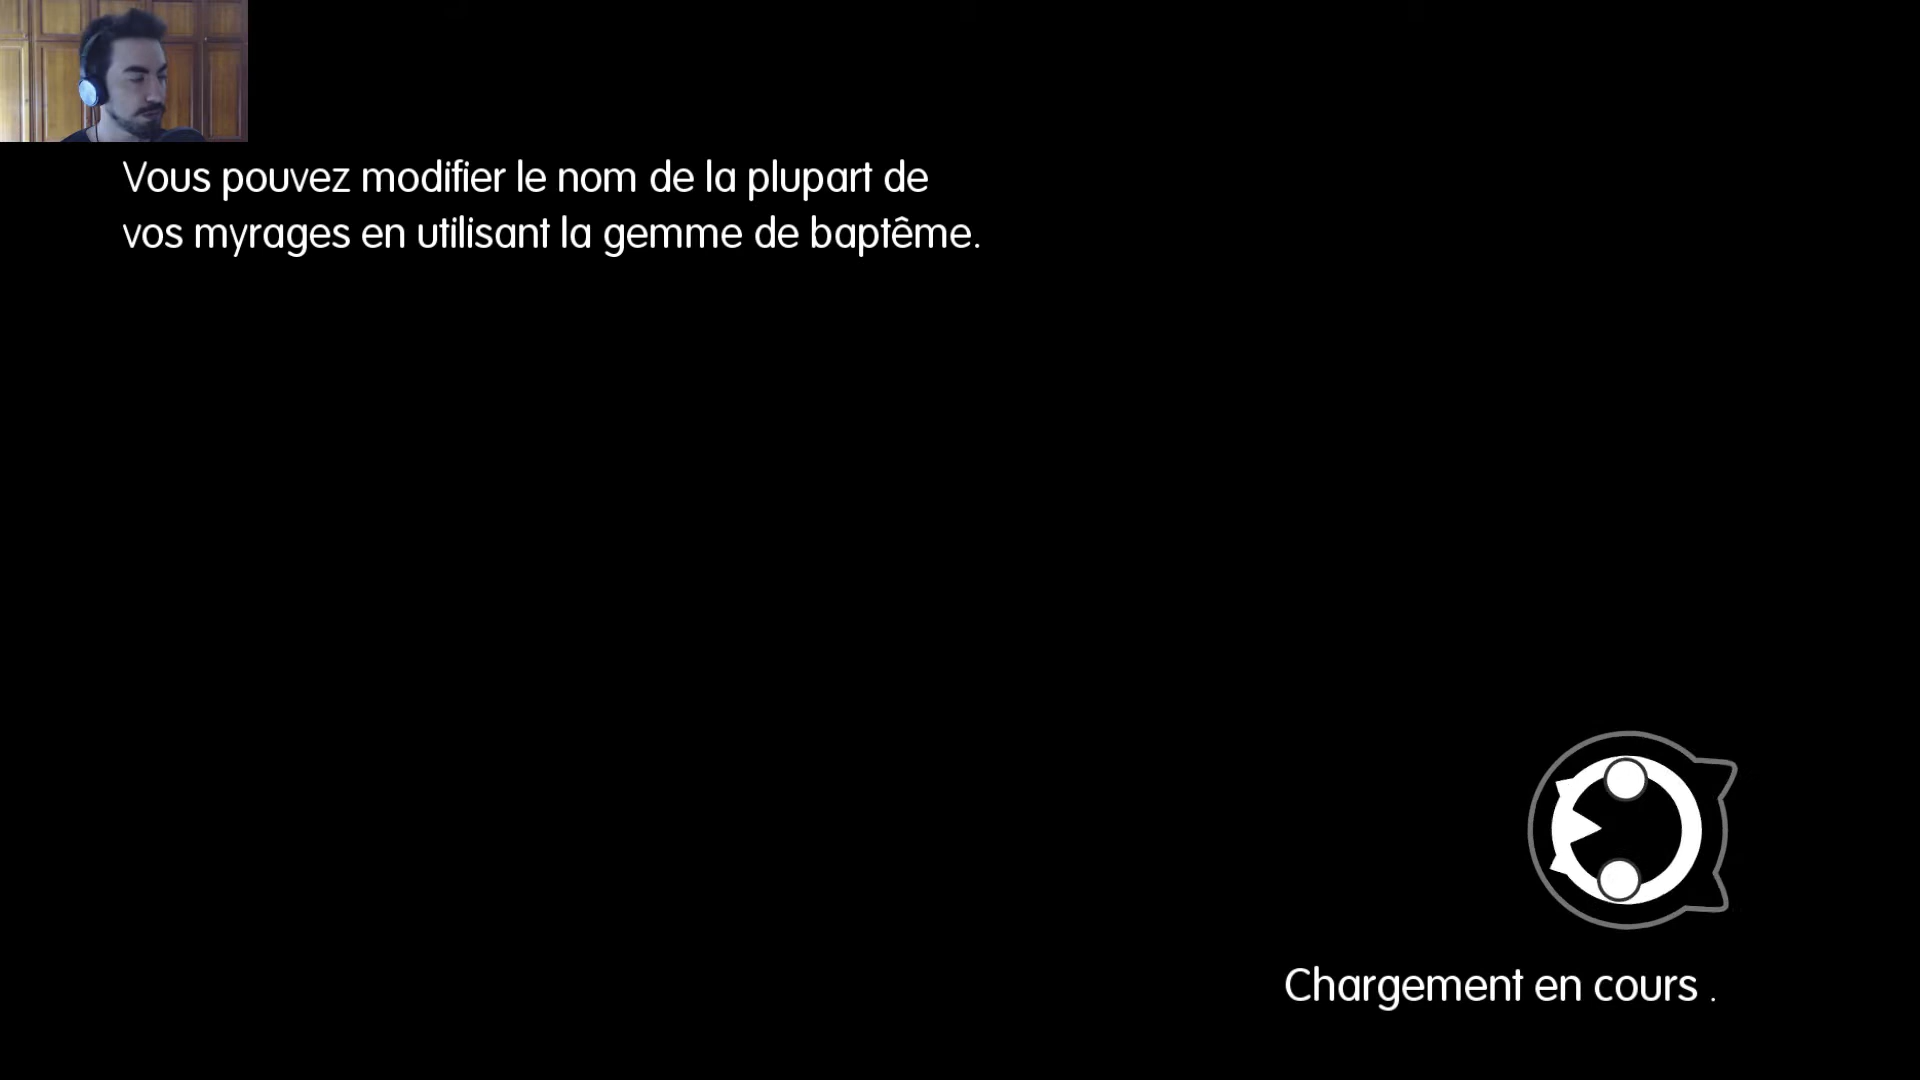 Vous pouvez modifier le nom de la plupart de
vos myrages en utilisant la gemme de baptême.
Chargement en cours .